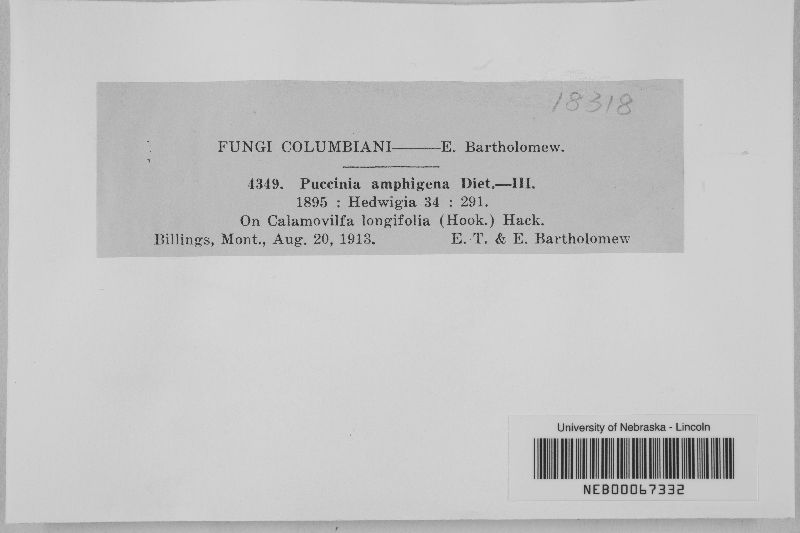 18318
FUNGI COLUMBIANI——E. Bartholomew.
4349. Puccinia amphigena Diet.—III.
1895 : Hedwigia 34 : 291.
On Calamovilfa longifolia (Hook.) Hack.
Billings, Mont., Aug. 20, 1913. E. T. & E. Bartholomew
University of Nebraska - Lincoln
NEB00067332